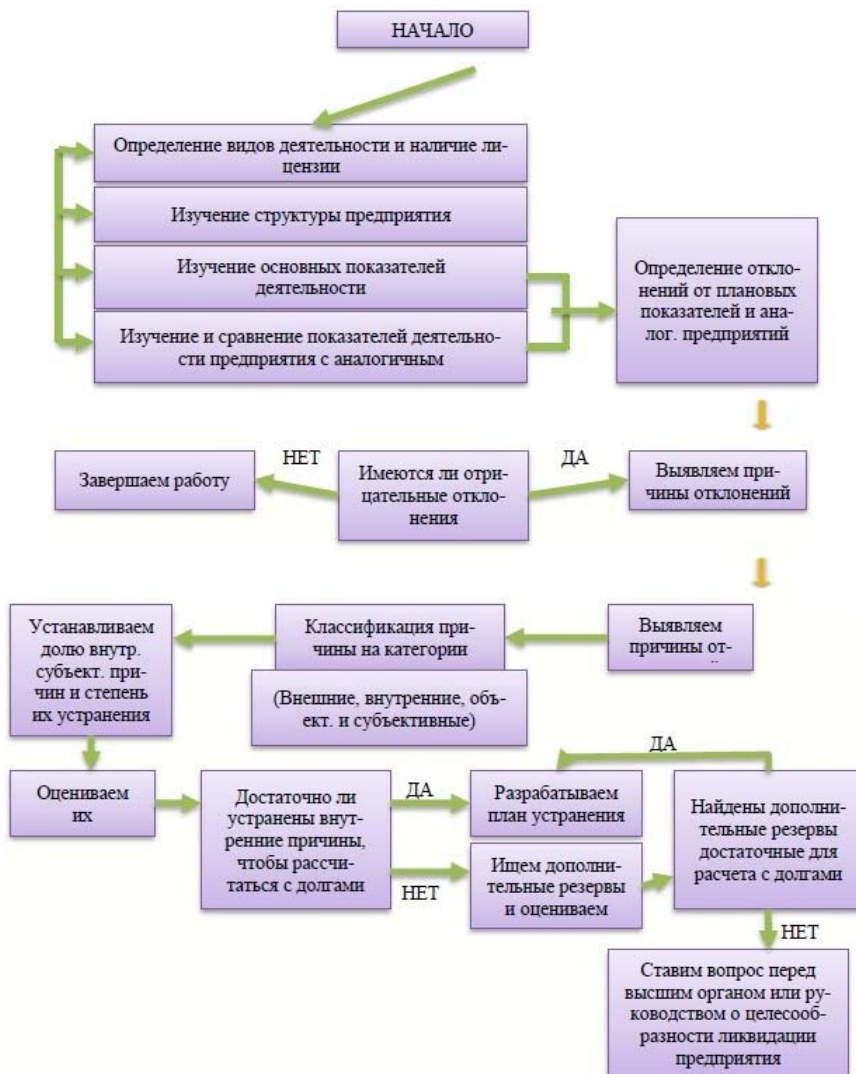 НАЧАЛО
Определение видов деятельности и наличие ли-
цензии
Изучение структуры предприятия
Изучение основных показателей
деятельности
Изучение и сравнение показателей деятельно-
сти предприятия с аналогичным
Определение откло-
нений от плановых
показателей и ана-
лог. предприятий
Завершаем работу
НЕТ
Имеются ли отри-
цательные откло-
нения
ДА
Выявляем при-
чины отклонений
Устанавливаем
долю внутр.
субъект. при-
чин и степень
их устранения
Классификация при-
чины на категории
(Внешние, внутренние, объ-
ект. и субъективные)
Выявляем
причины от-
ДА
Оцениваем
их
Достаточно ли
устранены внут-
ренние причины,
чтобы рассчи-
таться с долгами
ДА
НЕТ
Разрабатываем
план устранения
Ищем дополни-
тельные резервы
и оцениваем
Найдены дополни-
тельные резервы
достаточные для
расчета с долгами
НЕТ
Ставим вопрос перед
высшим органом или ру-
ководством о целесооб-
разности ликвидации
предприятия